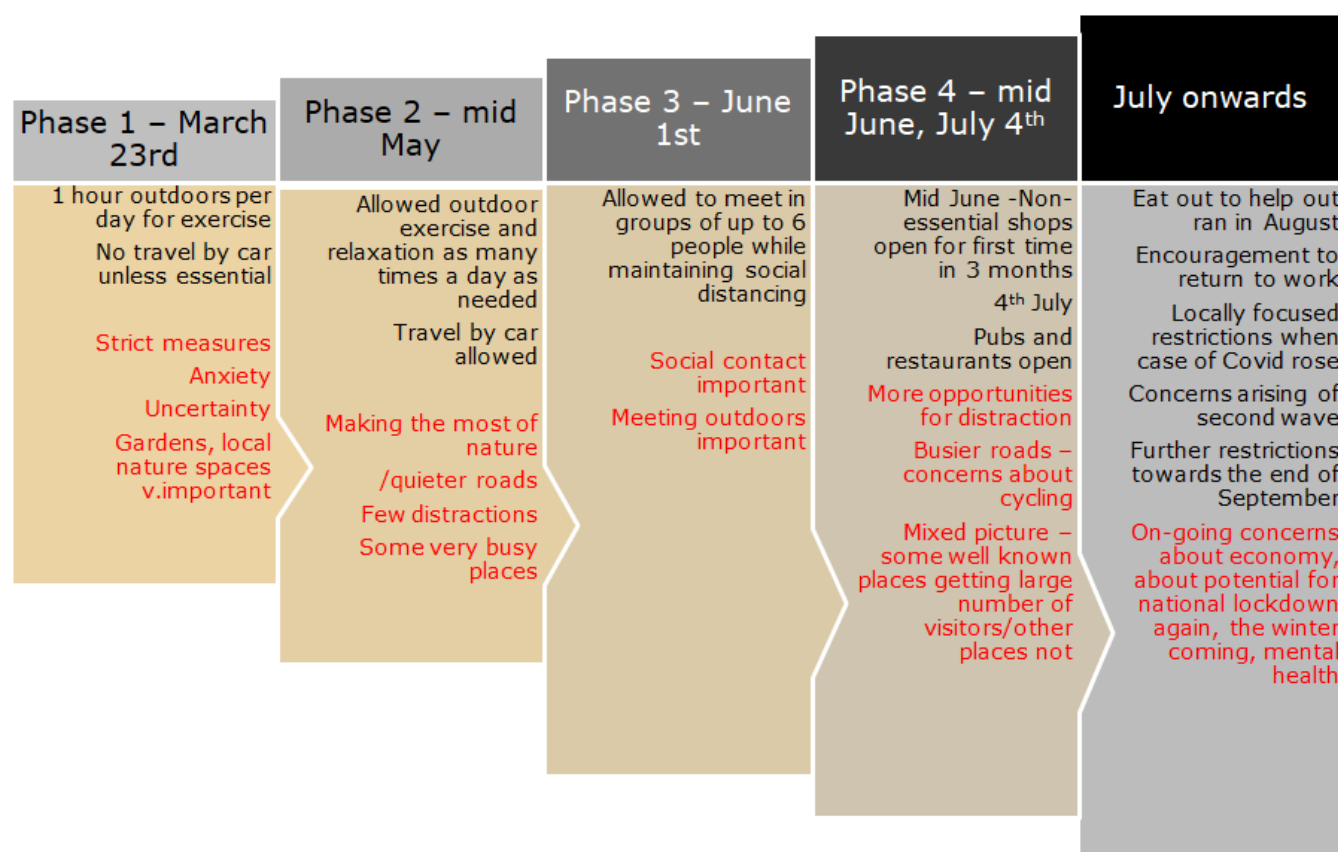 Phase 1 – March
23rd
1 hour outdoors per
day for exercise
No travel by car
unless essential
Strict measures
Anxiety
Uncertainty
Gardens, local
nature spaces
v.important
Phase 2 – mid
May
Allowed outdoor
exercise and
relaxation as many
times a day as
needed
Travel by car
allowed
Making the most of
nature
/quieter roads
Few distractions
Some very busy
places
Phase 3 – June
1st
Allowed to meet in
groups of up to 6
people while
maintaining social
distancing
Social contact
important
Meeting outdoors
important
Phase 4 – mid
June, July 4th
Mid June -Non-
essential shops
open for first time
in 3 months
4th July
Pubs and
restaurants open
More opportunities
for distraction
Busier roads –
concerns about
cycling
Mixed picture –
some well known
places getting large
number of
visitors/other
places not
July onwards
Eat out to help out
ran in August
Encouragement to
return to work
Locally focused
restrictions when
case of Covid rose
Concerns arising of
second wave
Further restrictions
towards the end of
September
On-going concerns
about economy,
about potential for
national lockdown
again, the winter
coming, mental
health